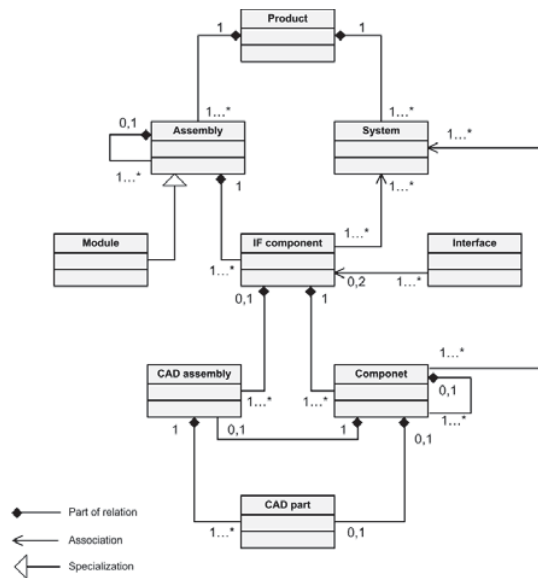 Product
1
1
1...*
1...*
0,1
Assembly
System
1...*
1...*
1
1...*
Module
IF component
1...*
Interface
1...*
0,2
1...*
0,1
1
CAD assembly
Componet
1...*
0,1
1...*
1...*
1...*
1
0,1
1
0,1
CAD part
1...*
0,1
Part of relation
Association
Specialization